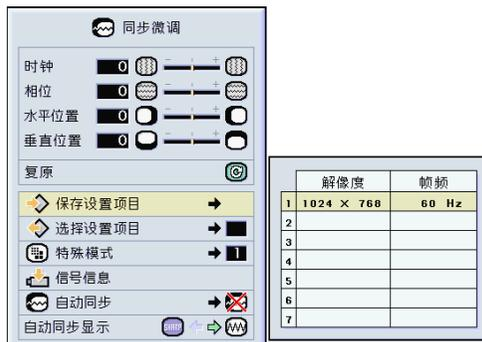 同步微调
时钟 0 - +
相位 0 - +
水平位置 0 - +
垂直位置 0 - +
复原
保存设置项目
选择设置项目
特殊模式 1
信号信息
自动同步
自动同步显示 SHARP
解像度 帧频
1 1024 × 768 60 Hz
2
3
4
5
6
7